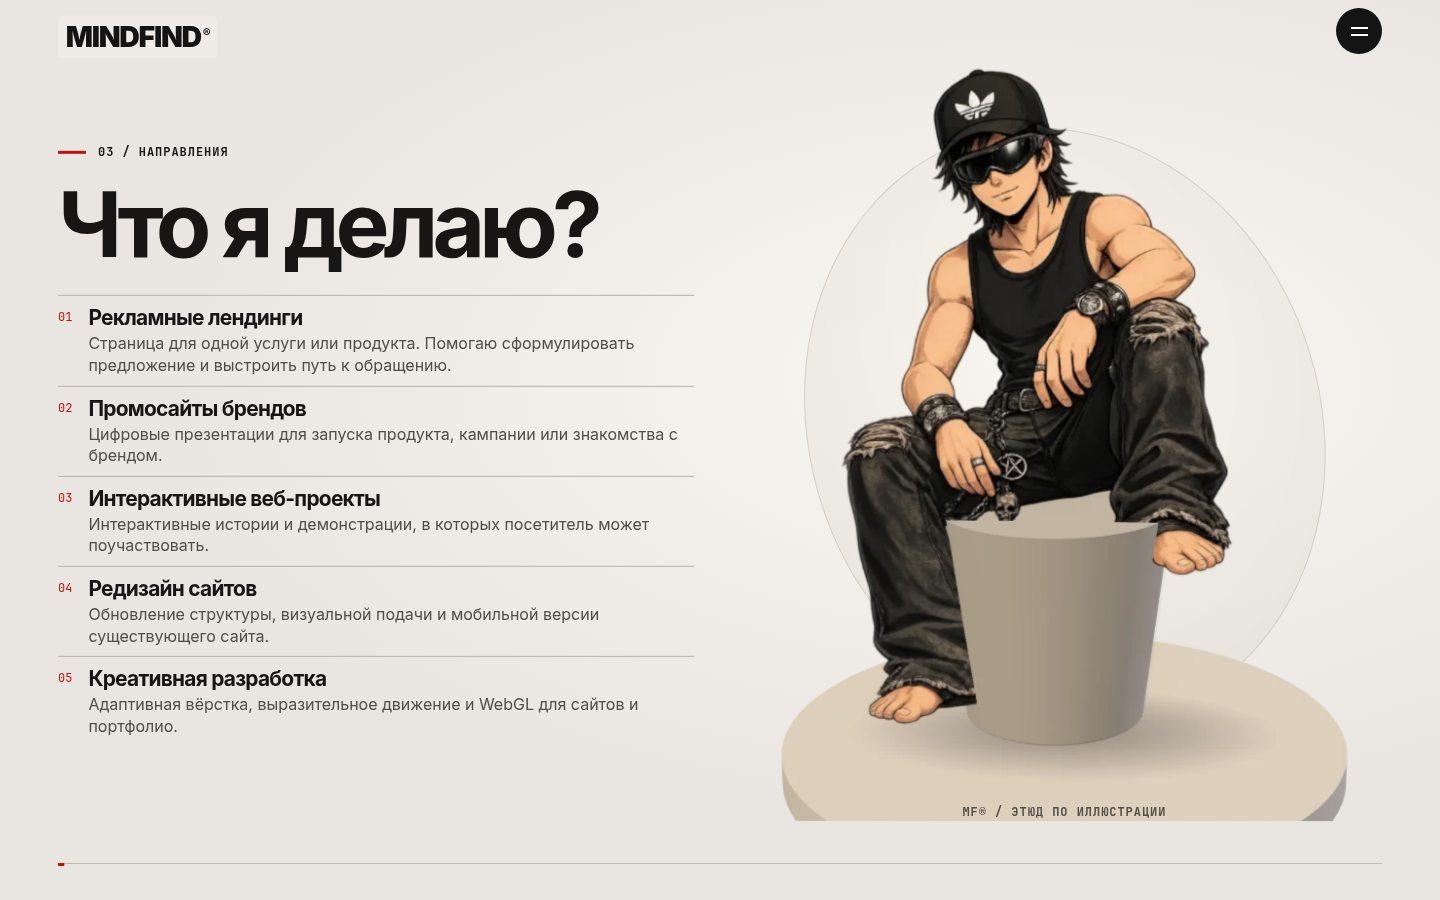 MINDFIND®
03 / НАПРАВЛЕНИЯ
Что я делаю?
01 Рекламные лендинги
Страница для одной услуги или продукта. Помогаю сформулировать
предложение и выстроить путь к обращению.
02 Промосайты брендов
Цифровые презентации для запуска продукта, кампании или знакомства с
брендом.
03 Интерактивные веб-проекты
Интерактивные истории и демонстрации, в которых посетитель может
поучаствовать.
04 Редизайн сайтов
Обновление структуры, визуальной подачи и мобильной версии
существующего сайта.
05 Креативная разработка
Адаптивная вёрстка, выразительное движение и WebGL для сайтов и
портфолио.
MF® / ЭТЮД ПО ИЛЛЮСТРАЦИИ